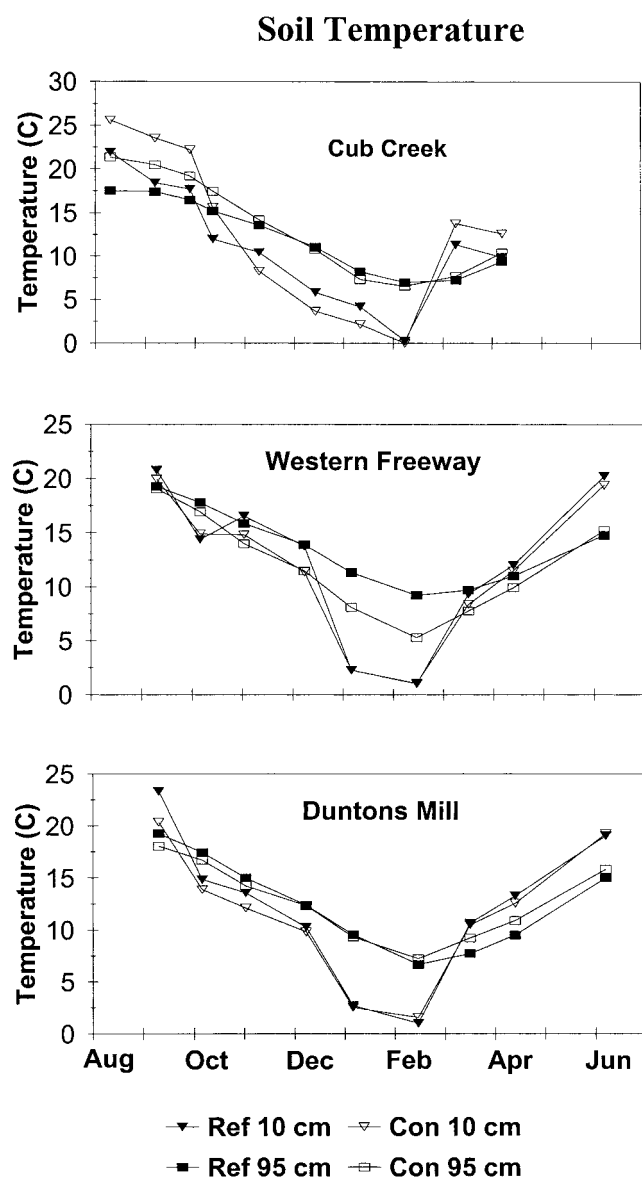 Soil Temperature
30
25
20
15
10
5
0
Temperature (C)
Cub Creek
25
20
15
10
5
0
Temperature (C)
Western Freeway
25
20
15
10
5
0
Temperature (C)
Duntons Mill
Aug Oct Dec Feb Apr Jun
Ref 10 cm Con 10 cm
Ref 95 cm Con 95 cm